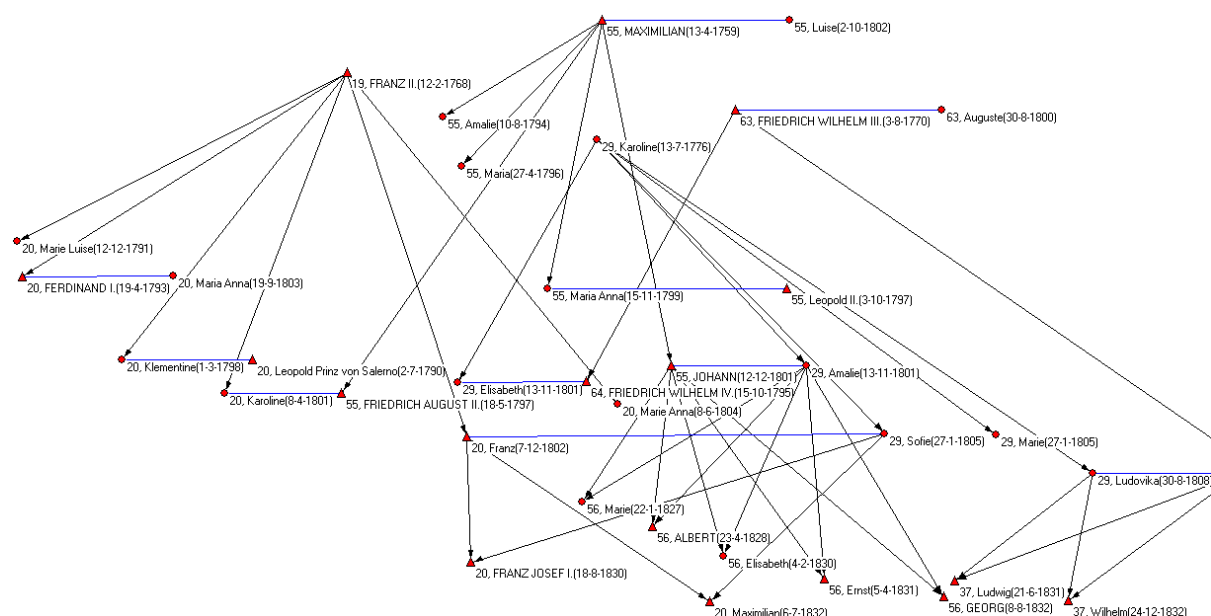 55, MAXIMILIAN(13-4-1759)
55, Luise(2-10-1802)
19, FRANZ II.(12-2-1768)
55, Amalie(10-8-1794)
63, FRIEDRICH WILHELM III.(3-8-1770)
63, Auguste(30-8-1800)
29, Karoline(13-7-1776)
55, Maria(27-4-1796)
20, Marie Luise(12-12-1791)
20, FERDINAND I.(19-4-1793)
20, Maria Anna(19-9-1803)
55, Maria Anna(15-11-1799)
55, Leopold II.(3-10-1797)
20, Klementine(1-3-1798)
20, Leopold Prinz von Salerno(2-7-1790)
29, Elisabeth(13-11-1801)
55, JOHANN(12-12-1801)
29, Amalie(13-11-1801)
20, Karoline(8-4-1801)
55, FRIEDRICH AUGUST II.(18-5-1797)
64, FRIEDRICH WILHELM IV.(15-10-1795)
20, Marie Anna(8-6-1804)
20, Franz(7-12-1802)
29, Sofie(27-1-1805)
29, Marie(27-1-1805)
29, Ludovika(30-8-1808)
56, Marie(22-1-1827)
56, ALBERT(23-4-1828)
20, FRANZ JOSEF I.(18-8-1830)
56, Elisabeth(4-2-1830)
56, Ernst(5-4-1831)
37, Ludwig(21-6-1831)
20, Maximilian(6-7-1832)
56, GEORG(8-8-1832)
37, Wilhelm(24-12-1832)